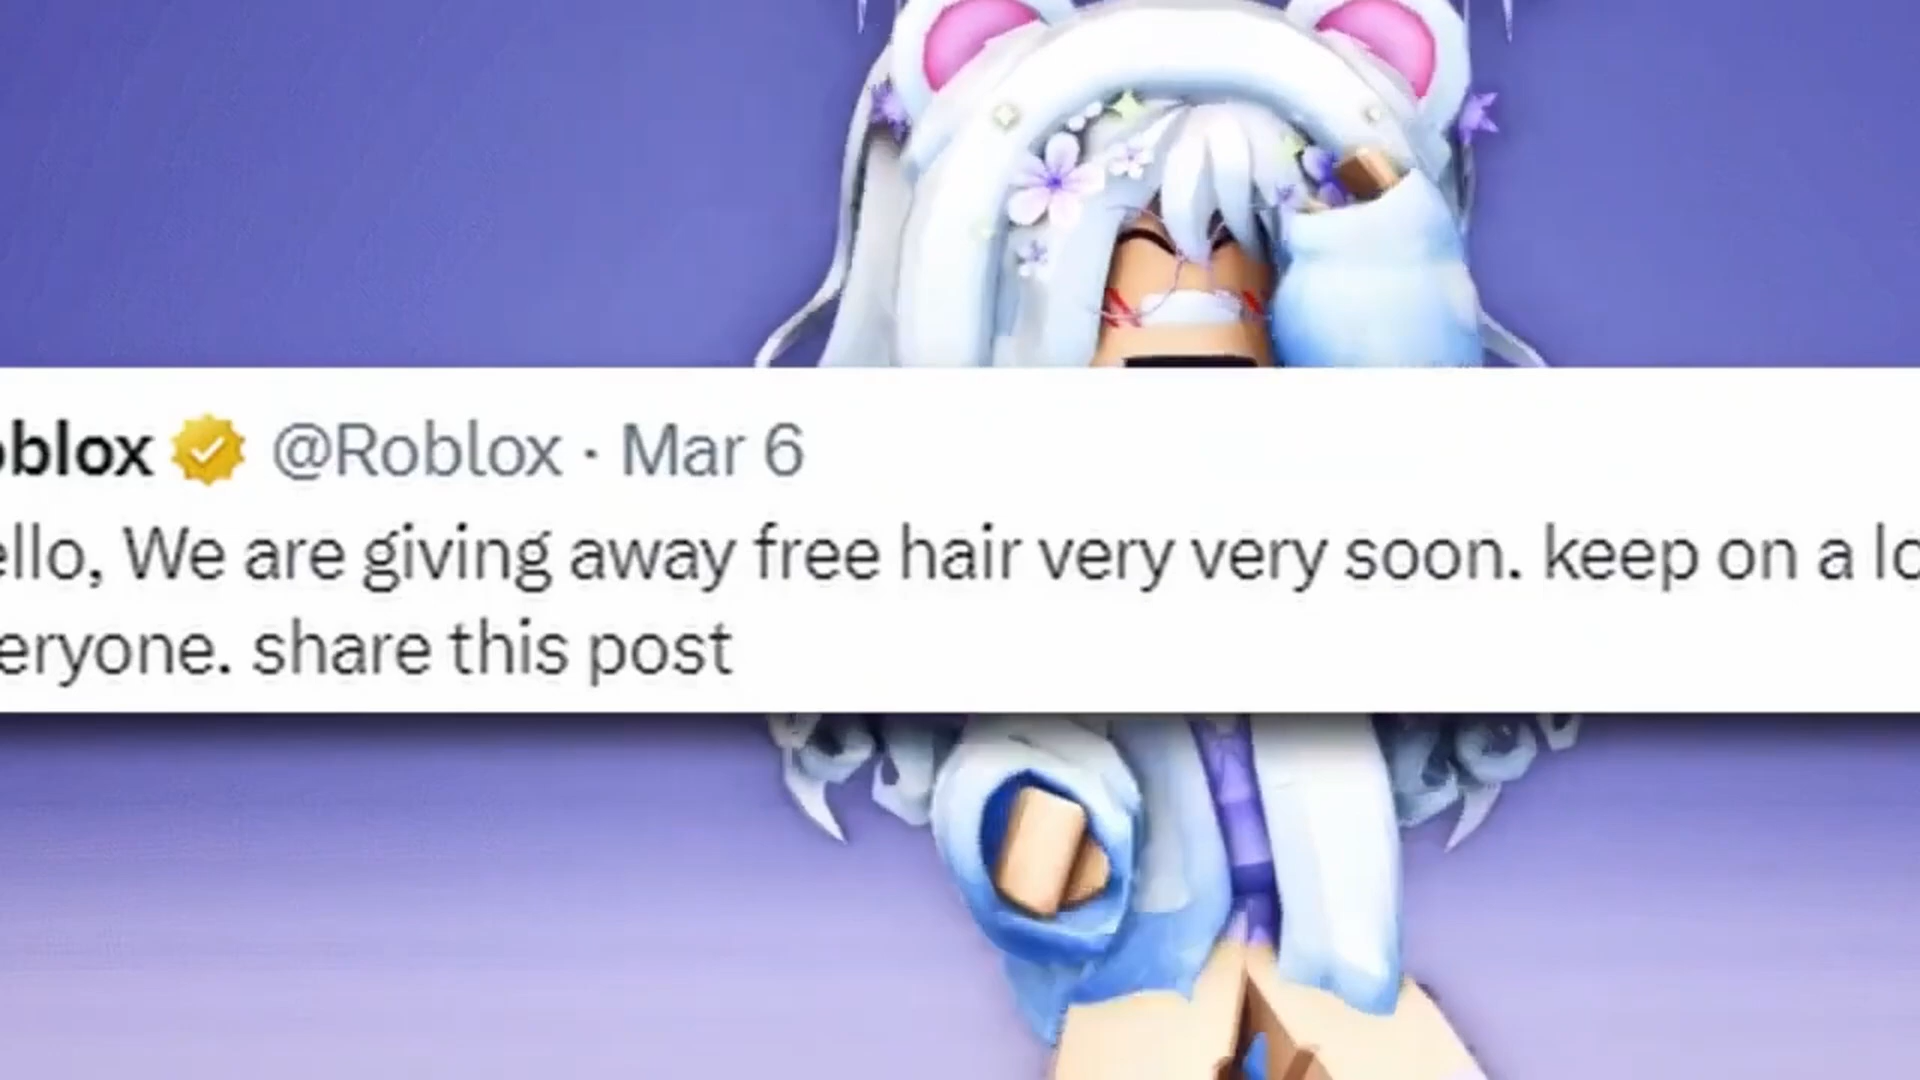 oblox @Roblox · Mar 6
ello, We are giving away free hair very very soon. keep on a lo
eryone. share this post